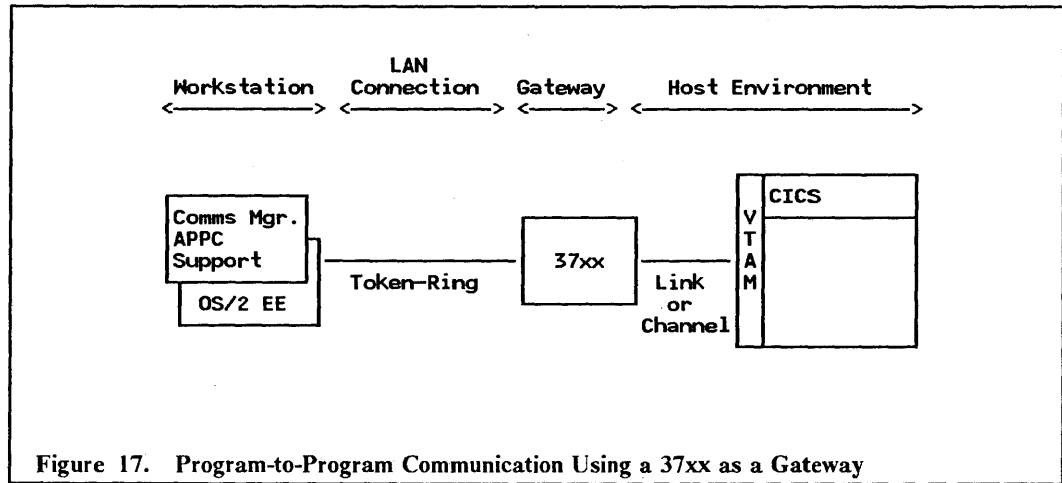 LAN
Workstation Connection Gateway Host Environment
Comms Mgr.
APPC
Support
OS/2 EE
Token-Ring
37xx
Link
or
Channel
VTAM
CICS
Figure 17. Program-to-Program Communication Using a 37xx as a Gateway